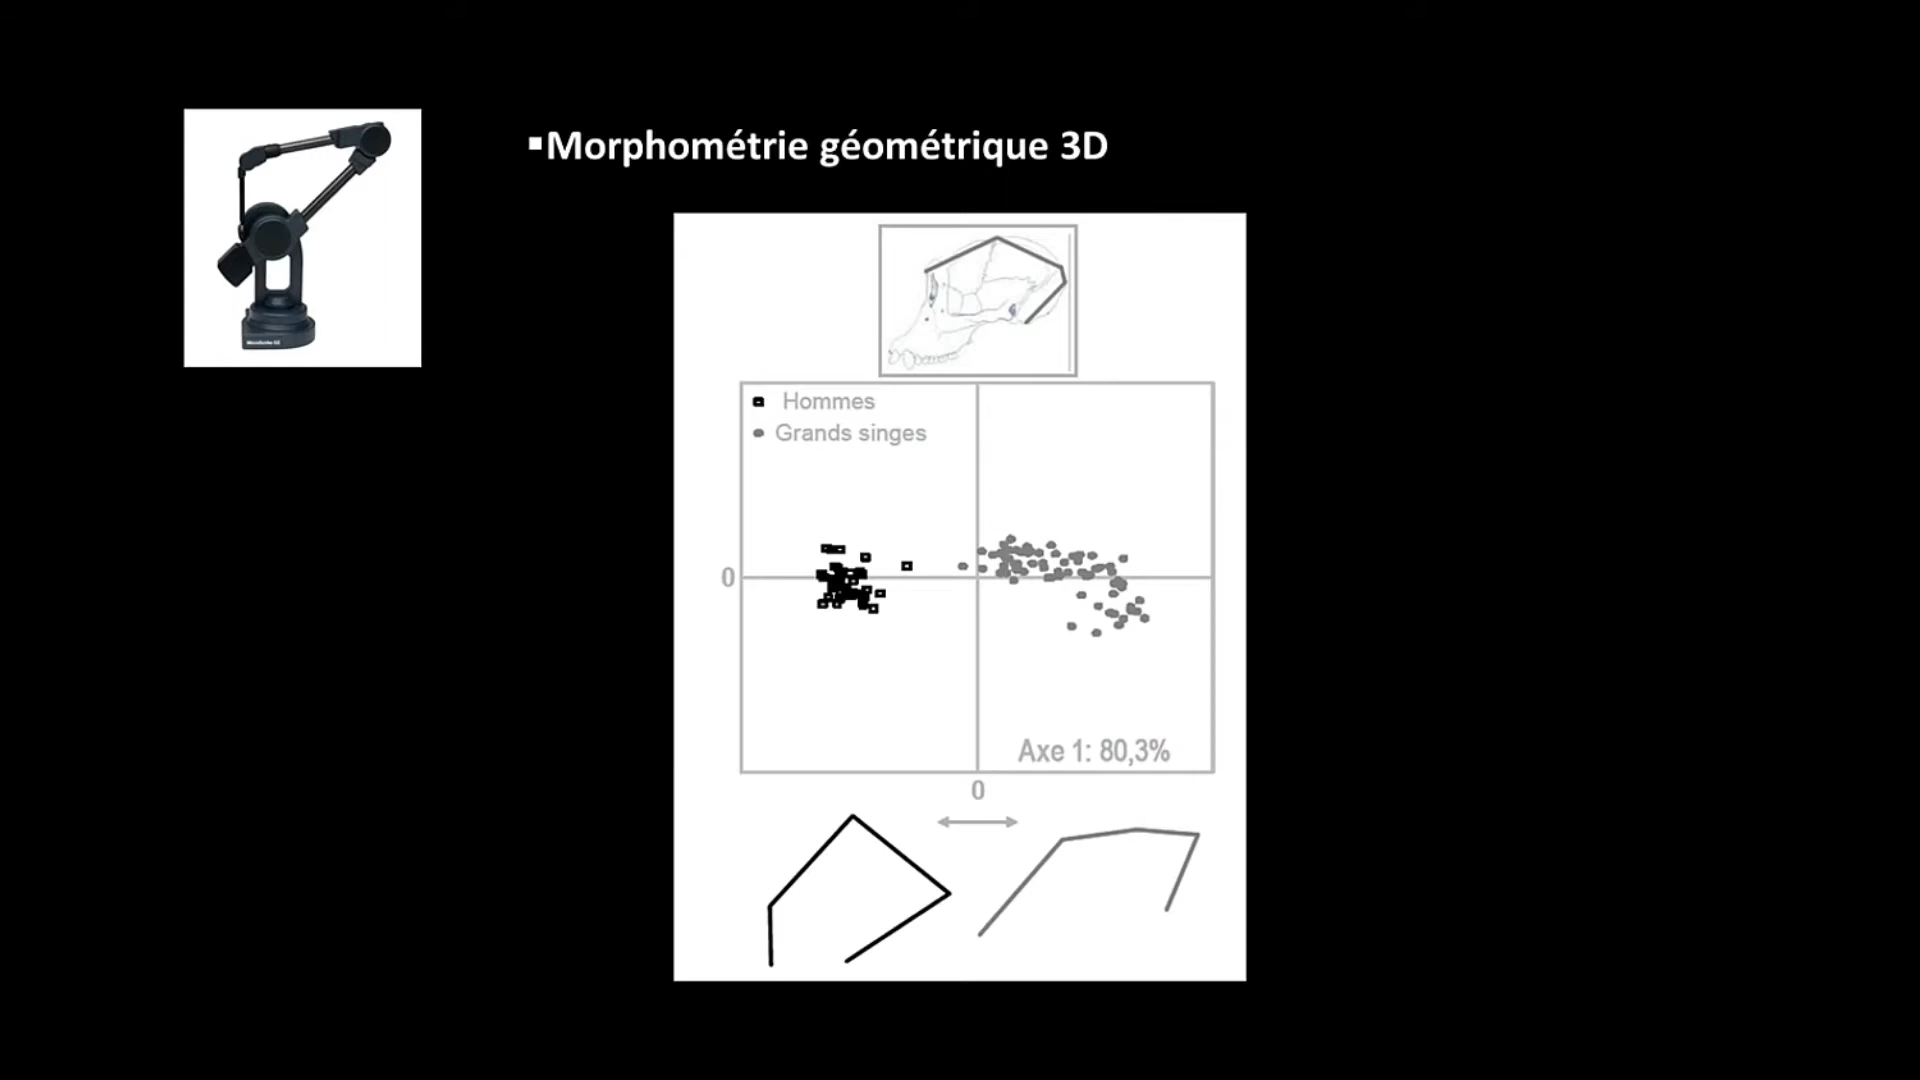 ▪Morphométrie géométrique 3D
Hommes
Grands singes
0
Axe 1: 80,3%
0